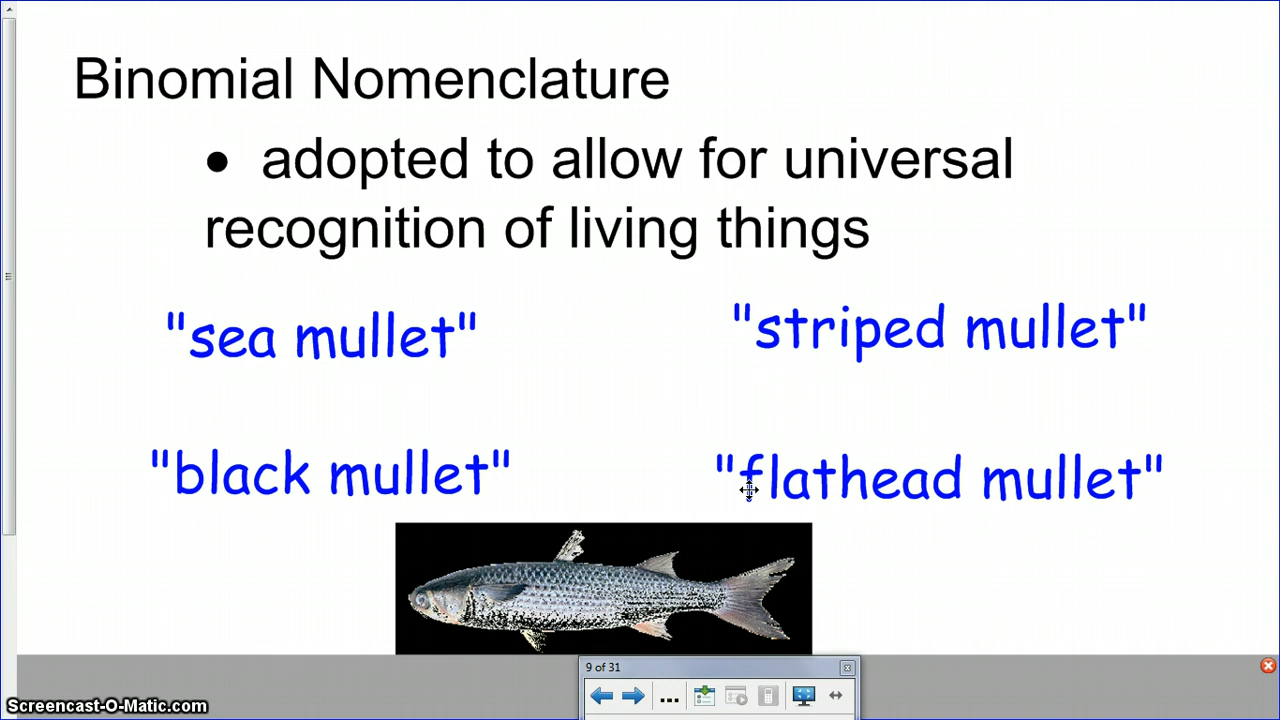 Binomial Nomenclature
• adopted to allow for universal
recognition of living things
"sea mullet"
"striped mullet"
"black mullet"
"flathead mullet"
9 of 31
...
Screencast-O-Matic.com